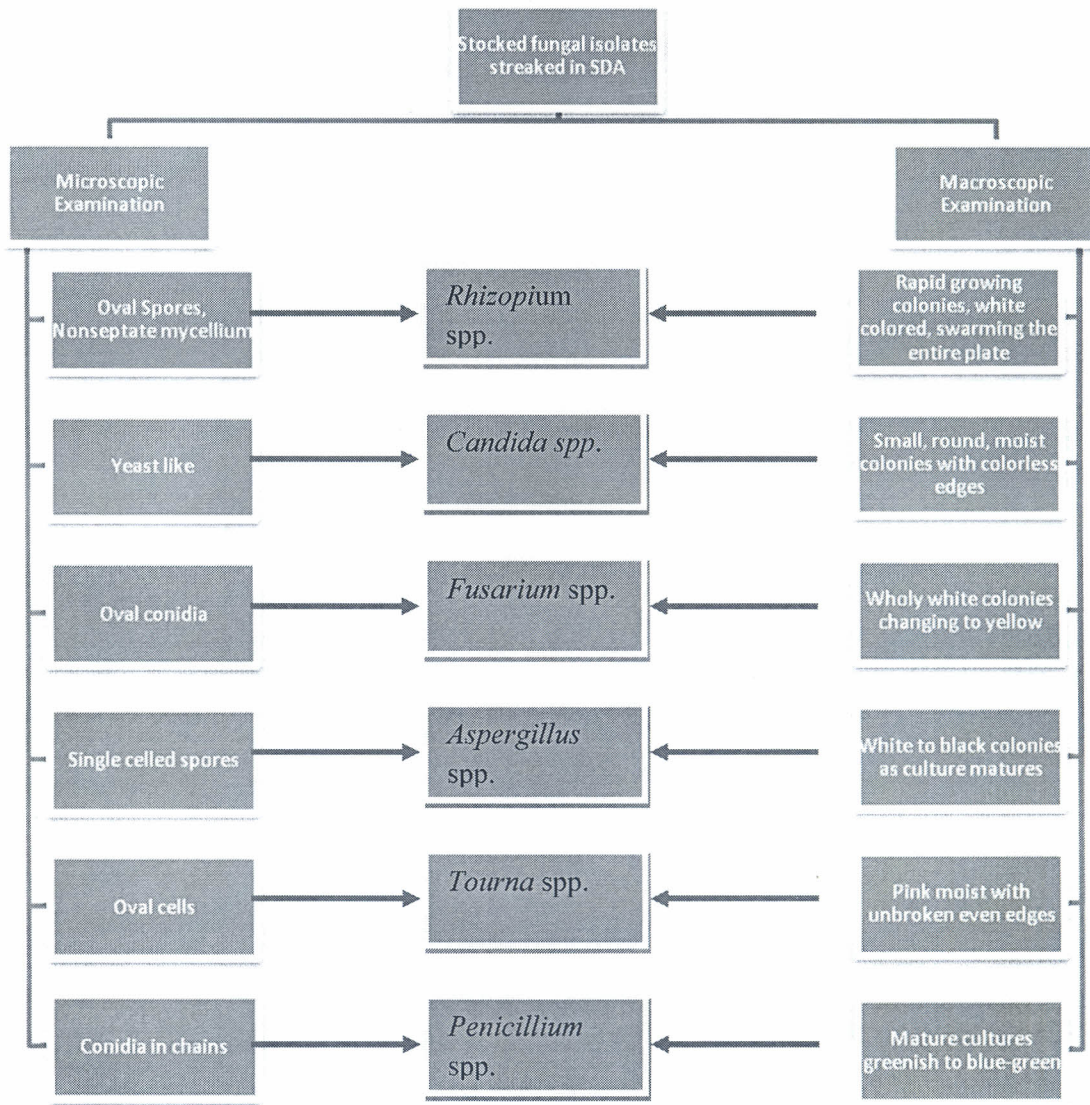 Stocked fungal isolates
streaked in SDA
Microscopic
Examination
Macroscopic
Examination
Oval Spores,
Nonseptate mycellium
Rhizopium
spp.
Rapid growing
colonies, white
colored, swarming the
entire plate
Yeast like
Candida spp.
Small, round, moist
colonies with colorless
edges
Oval conidia
Fusarium spp.
Wholy white colonies
changing to yellow
Single celled spores
Aspergillus
spp.
White to black colonies
as culture matures
Oval cells
Tourna spp.
Pink moist with
unbroken even edges
Conidia in chains
Penicillium
spp.
Mature cultures
greenish to blue-green